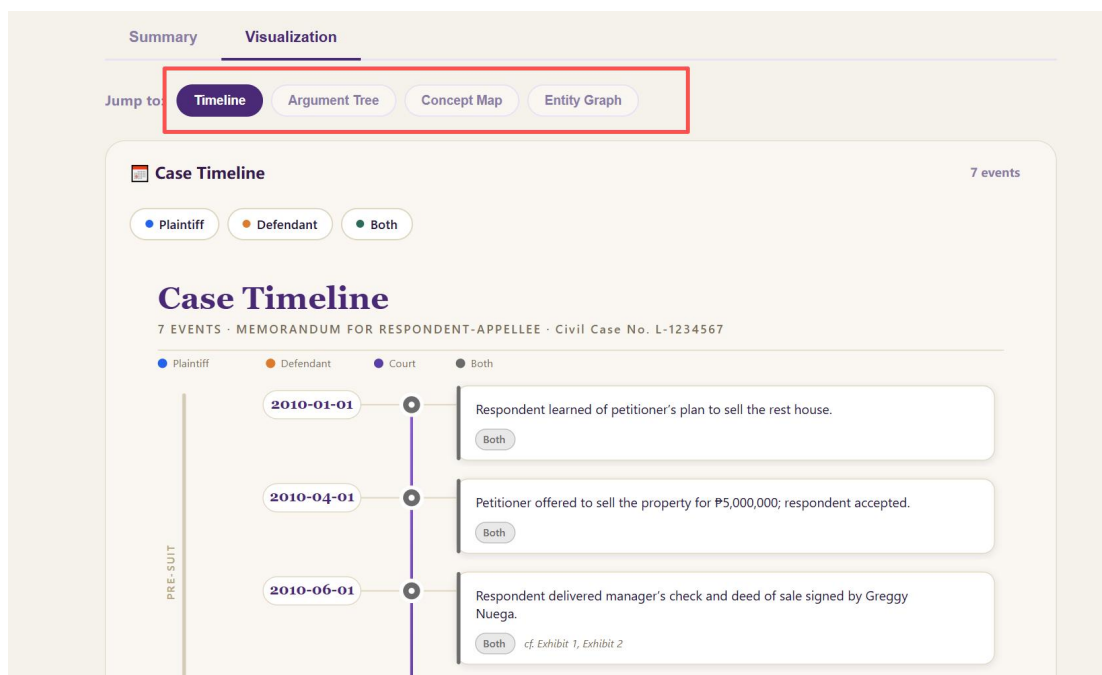 Summary Visualization
Jump to: Timeline Argument Tree Concept Map Entity Graph
Case Timeline 7 events
Plaintiff Defendant Both
Case Timeline
7 EVENTS · MEMORANDUM FOR RESPONDENT-APPELLEE · Civil Case No. L-1234567
Plaintiff Defendant Court Both
2010-01-01 Respondent learned of petitioner’s plan to sell the rest house.
Both
2010-04-01 Petitioner offered to sell the property for ₱5,000,000; respondent accepted.
Both
PRE-SUIT
2010-06-01 Respondent delivered manager’s check and deed of sale signed by Greggy
Nuega.
Both cf. Exhibit 1, Exhibit 2